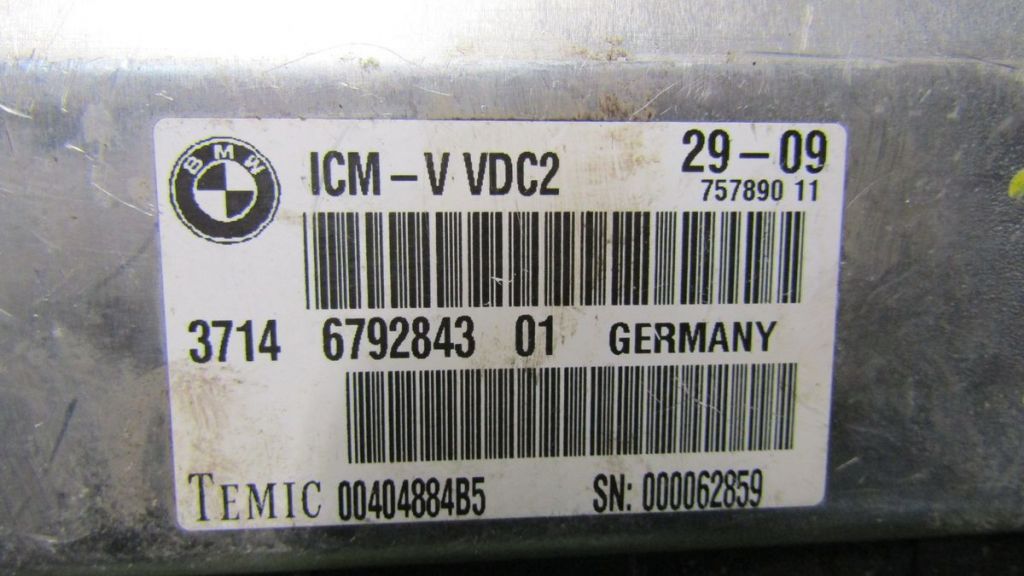 BMW
ICM – V VDC2
29 – 09
757890 11
3714 6792843 01 GERMANY
TEMIC 00404884B5 SN: 000062859